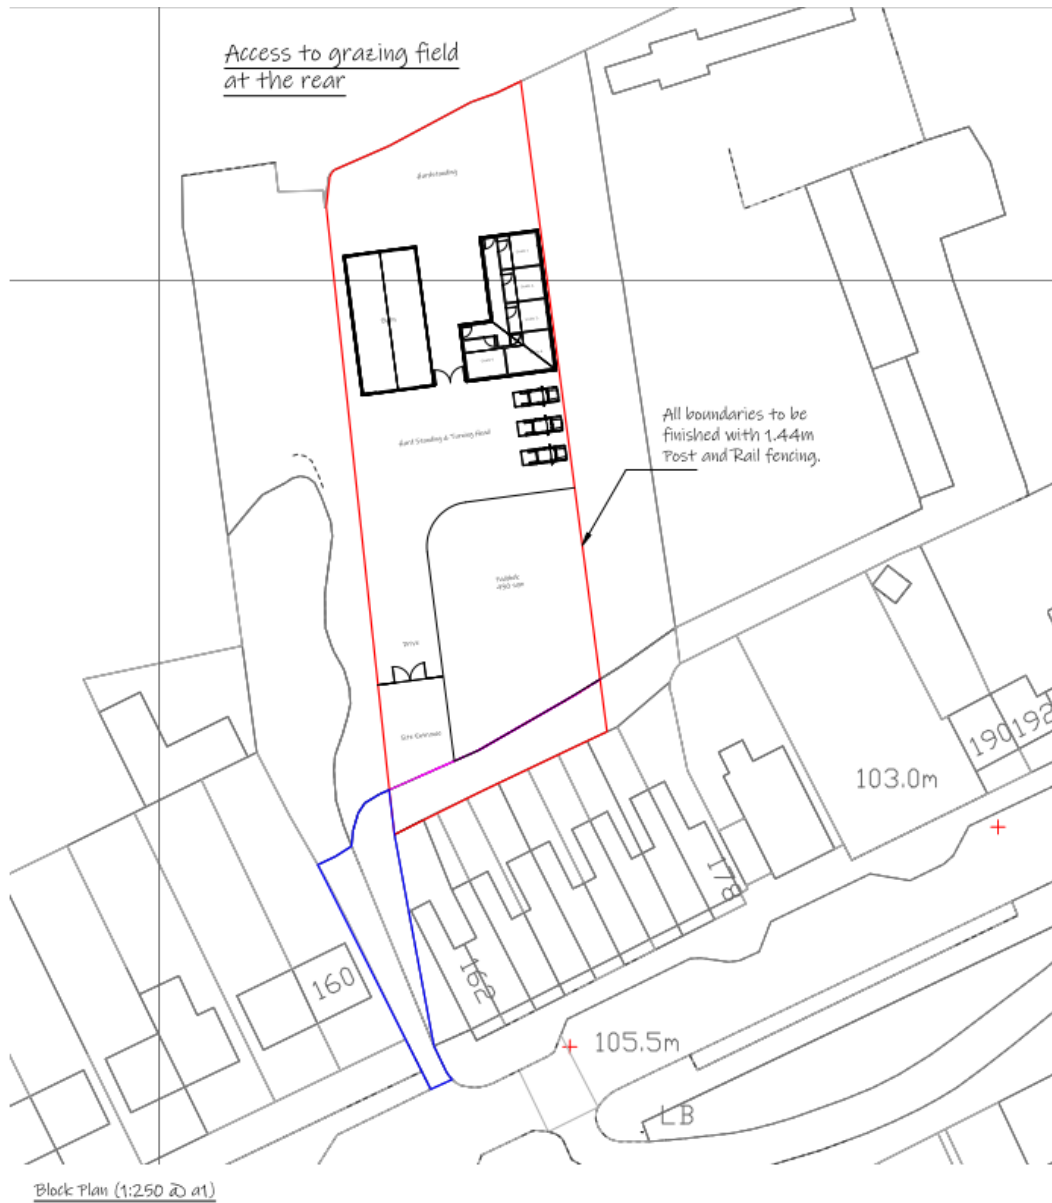 Access to grazing field
at the rear
Hardstanding
All boundaries to be
finished with 1.44m
Post and Rail fencing.
Hard Standing & Turning Head
Paddock
Drive
Site Entrance
190
192
103.0m
178
162
160
105.5m
LB
Block Plan (1:250 @ a1)